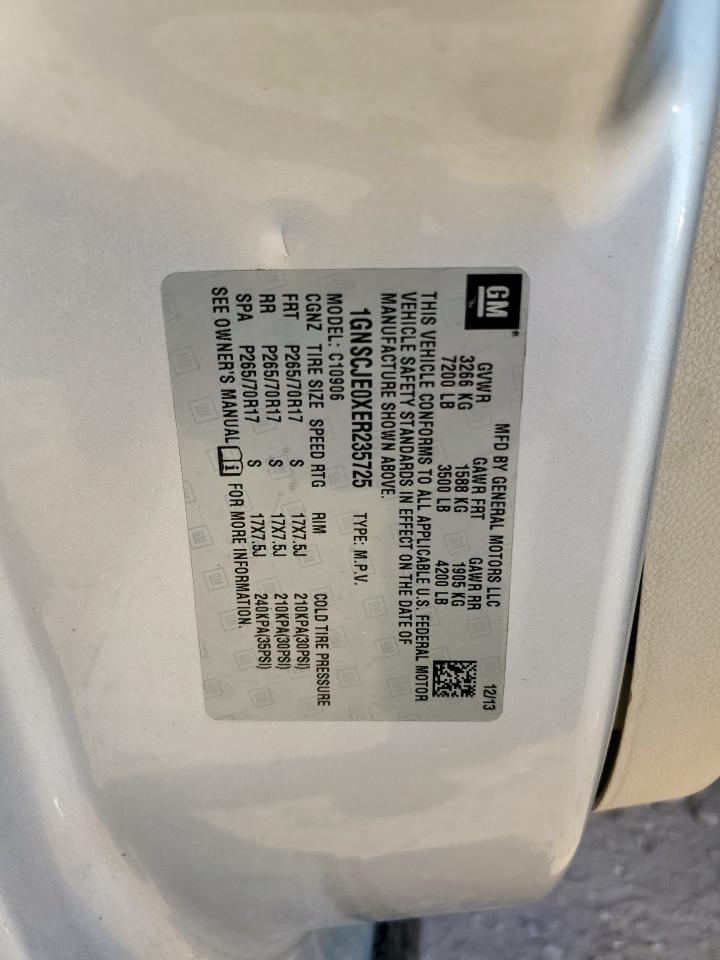 GM®
MFD BY GENERAL MOTORS LLC 12/13
GVWR GAWR FRT GAWR RR
3266 KG 1588 KG 1905 KG
7200 LB 3500 LB 4200 LB
THIS VEHICLE CONFORMS TO ALL APPLICABLE U.S. FEDERAL MOTOR
VEHICLE SAFETY STANDARDS IN EFFECT ON THE DATE OF
MANUFACTURE SHOWN ABOVE.
1GNSCJE0XER235725 TYPE: M.P.V.
MODEL: C10906
CGNZ TIRE SIZE SPEED RTG RIM COLD TIRE PRESSURE
FRT P265/70R17 S 17X7.5J 210KPA(30PSI)
RR P265/70R17 S 17X7.5J 210KPA(30PSI)
SPA P265/70R17 S 17X7.5J 240KPA(35PSI)
SEE OWNER'S MANUAL FOR MORE INFORMATION.